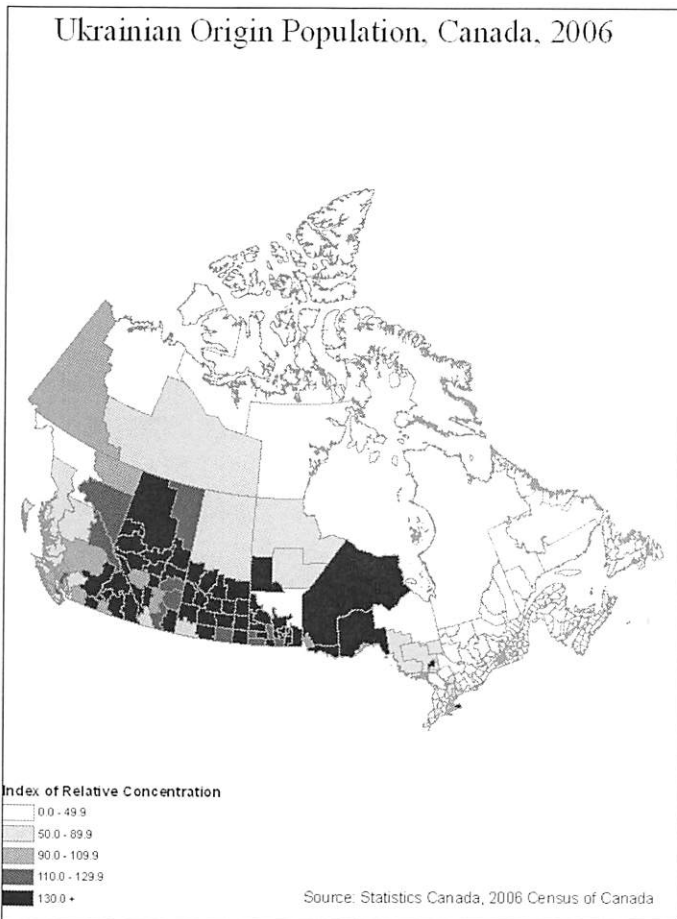 Ukrainian Origin Population, Canada, 2006
Index of Relative Concentration
0.0 - 49.9
50.0 - 89.9
90.0 - 109.9
110.0 - 129.9
130.0 +
Source: Statistics Canada, 2006 Census of Canada